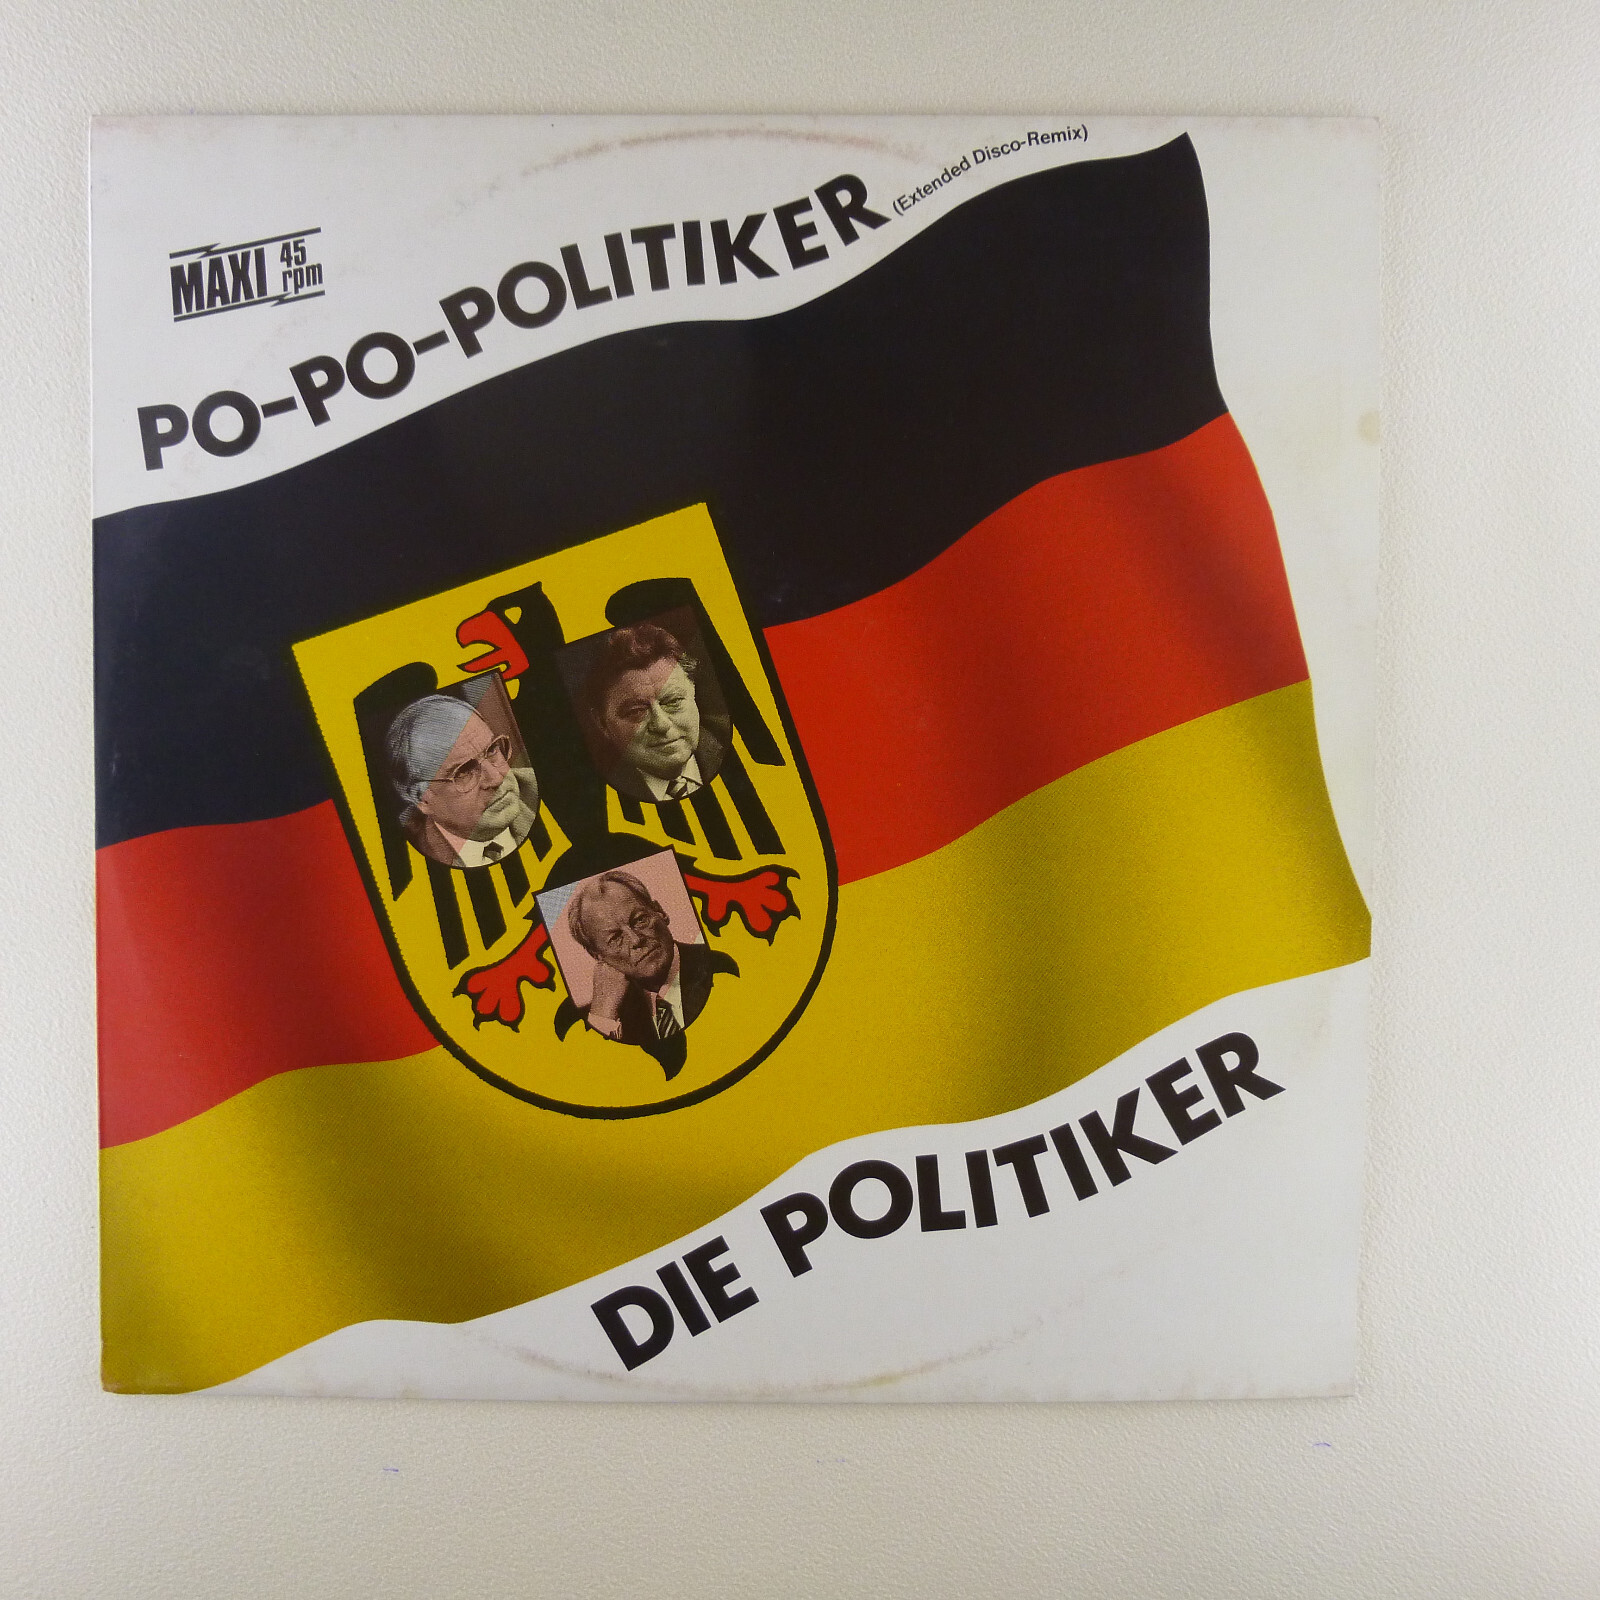 MAXI 45 rpm
PO-PO-POLITIKER (Extended Disco-Remix)
DIE POLITIKER